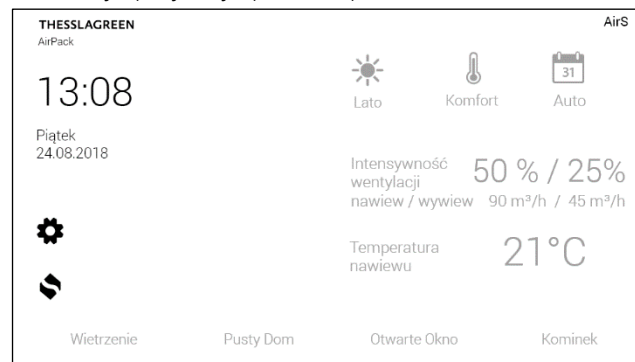 THESSLAGREEN
AirPack
AirS
13:08
Piątek
24.08.2018
31
Lato
Komfort
Auto
Intensywność
wentylacji
nawiew / wywiew
50 % / 25%
90 m³/h / 45 m³/h
Temperatura
nawiewu
21°C
Wietrzenie
Pusty Dom
Otwarte Okno
Kominek